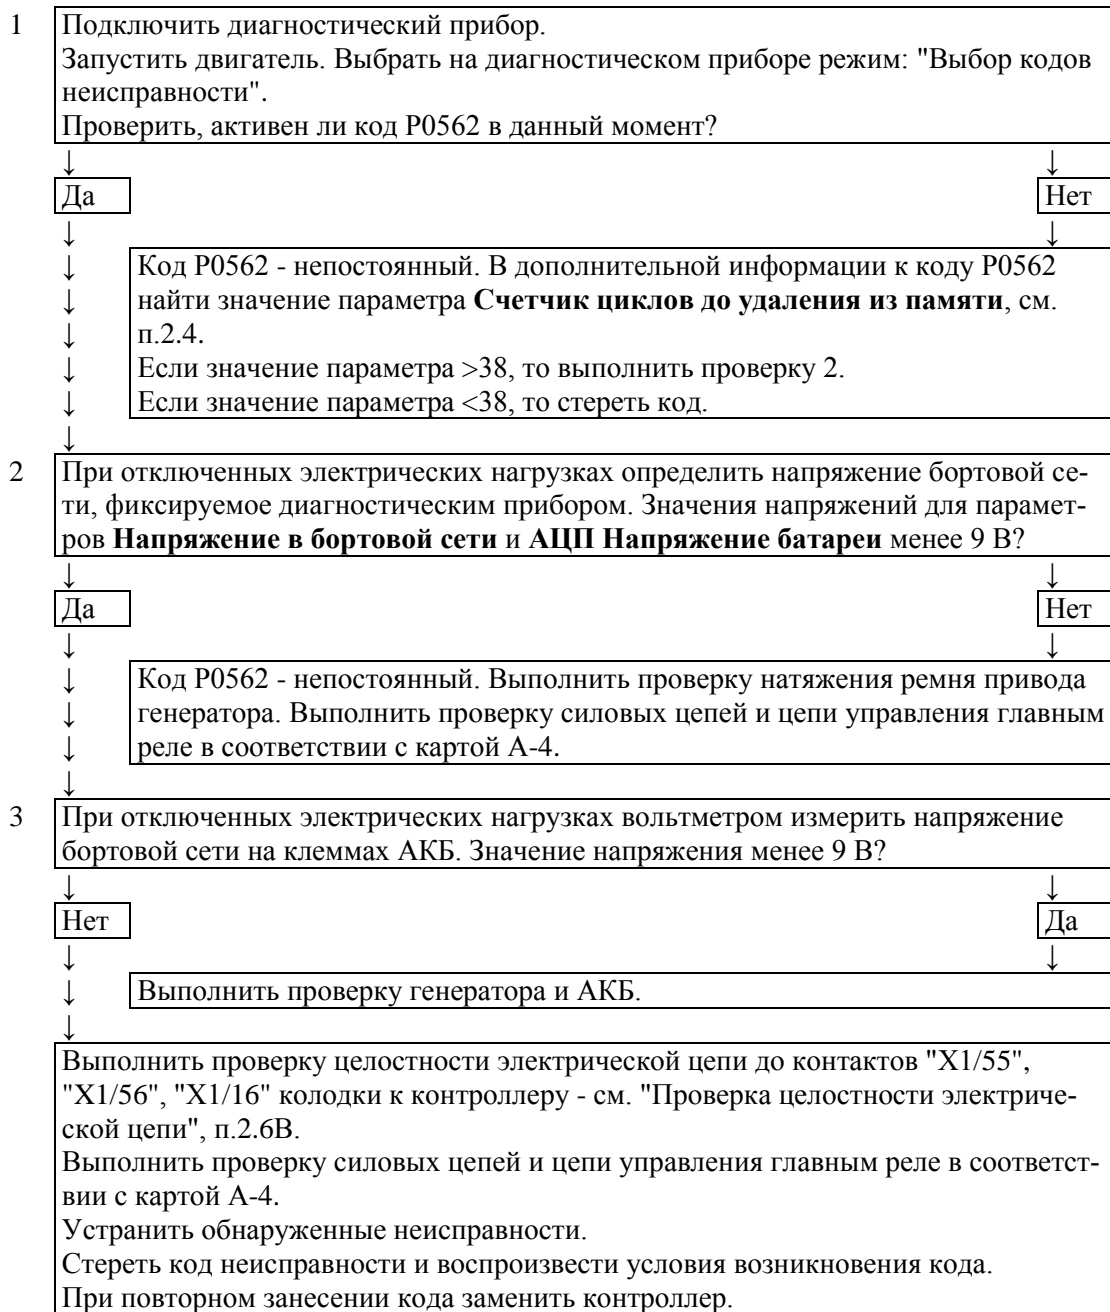 1 Подключить диагностический прибор.
Запустить двигатель. Выбрать на диагностическом приборе режим: "Выбор кодов
неисправности".
Проверить, активен ли код Р0562 в данный момент?
↓ ↓
Да Нет
↓ ↓
↓ Код Р0562 - непостоянный. В дополнительной информации к коду Р0562
↓ найти значение параметра Счетчик циклов до удаления из памяти, см.
↓ п.2.4.
↓ Если значение параметра >38, то выполнить проверку 2.
↓ Если значение параметра <38, то стереть код.
↓
2 При отключенных электрических нагрузках определить напряжение бортовой се-
ти, фиксируемое диагностическим прибором. Значения напряжений для парамет-
ров Напряжение в бортовой сети и АЦП Напряжение батареи менее 9 В?
↓ ↓
Да Нет
↓ ↓
↓ Код Р0562 - непостоянный. Выполнить проверку натяжения ремня привода
↓ генератора. Выполнить проверку силовых цепей и цепи управления главным
↓ реле в соответствии с картой А-4.
↓
3 При отключенных электрических нагрузках вольтметром измерить напряжение
бортовой сети на клеммах АКБ. Значение напряжения менее 9 В?
↓ ↓
Нет Да
↓ ↓
↓ Выполнить проверку генератора и АКБ.
↓
Выполнить проверку целостности электрической цепи до контактов "Х1/55",
"Х1/56", "Х1/16" колодки к контроллеру - см. "Проверка целостности электриче-
ской цепи", п.2.6В.
Выполнить проверку силовых цепей и цепи управления главным реле в соответст-
вии с картой А-4.
Устранить обнаруженные неисправности.
Стереть код неисправности и воспроизвести условия возникновения кода.
При повторном занесении кода заменить контроллер.